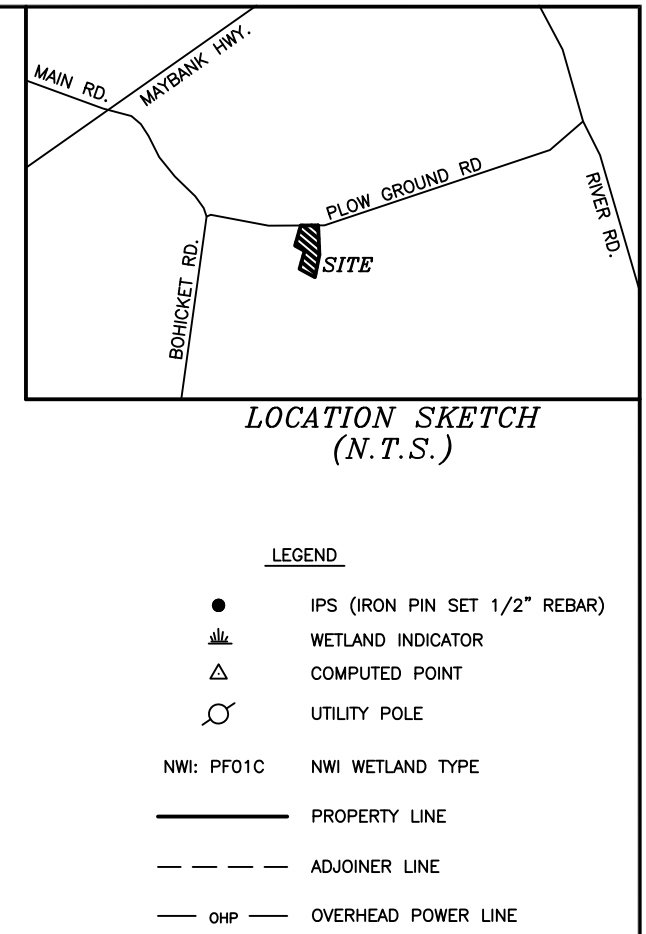 MAIN RD.
MAYBANK HWY.
PLOW GROUND RD
RIVER RD.
BOHICKET RD.
SITE
LOCATION SKETCH
(N.T.S.)
LEGEND
IPS (IRON PIN SET 1/2" REBAR)
WETLAND INDICATOR
COMPUTED POINT
UTILITY POLE
NWI: PF01C NWI WETLAND TYPE
PROPERTY LINE
ADJOINER LINE
OHP OVERHEAD POWER LINE